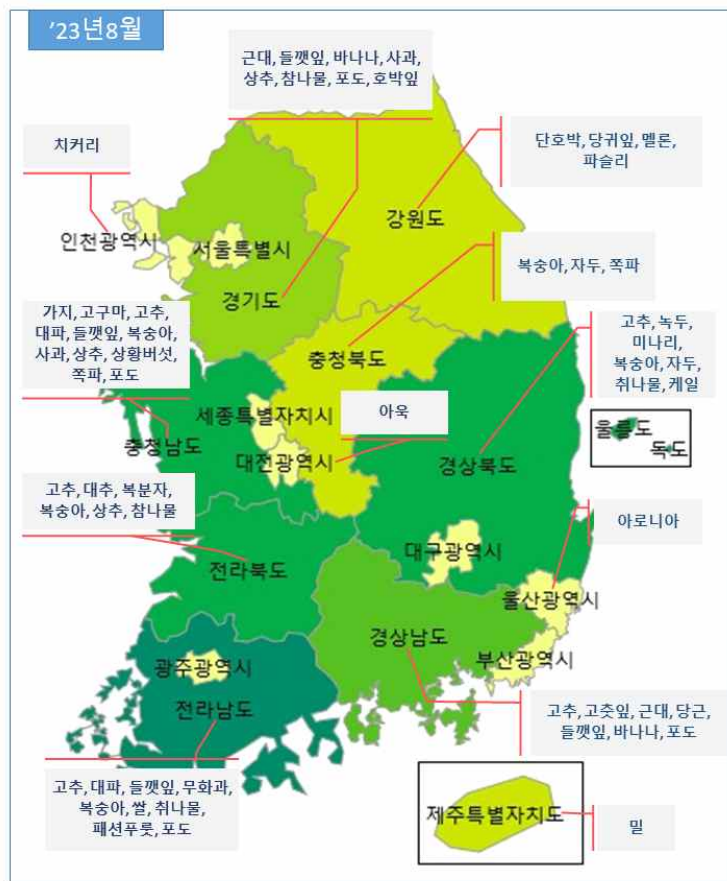 '23년8월
근대, 들깻잎, 바나나, 사과,
상추, 참나물, 포도, 호박잎
치커리
단호박, 당귀잎, 멜론,
파슬리
인천광역시
서울특별시
강원도
경기도
복숭아, 자두, 쪽파
가지, 고구마, 고추,
대파, 들깻잎, 복숭아,
사과, 상추, 상황버섯,
쪽파, 포도
고추, 녹두,
미나리,
복숭아, 자두,
취나물, 케일
충청북도
세종특별자치시
아욱
충청남도
대전광역시
경상북도
울릉도
독도
고추, 대추, 복분자,
복숭아, 상추, 참나물
대구광역시
아로니아
전라북도
울산광역시
경상남도
부산광역시
광주광역시
전라남도
고추, 고춧잎, 근대, 당근,
들깻잎, 바나나, 포도
고추, 대파, 들깻잎, 무화과,
복숭아, 쌀, 취나물,
패션푸룻, 포도
제주특별자치도
밀